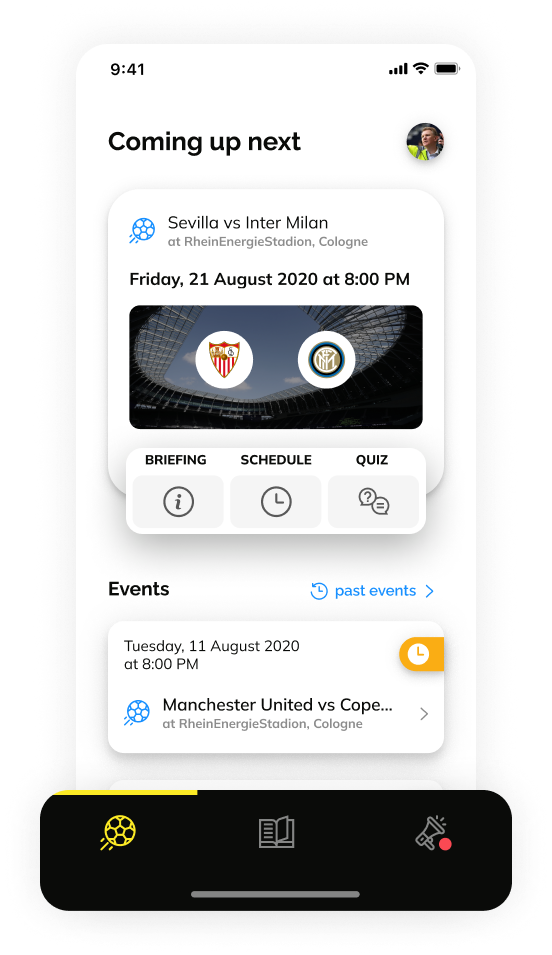 9:41
Coming up next
Sevilla vs Inter Milan
at RheinEnergieStadion, Cologne
Friday, 21 August 2020 at 8:00 PM
BRIEFING SCHEDULE QUIZ
Events
past events
Tuesday, 11 August 2020
at 8:00 PM
Manchester United vs Cope...
at RheinEnergieStadion, Cologne